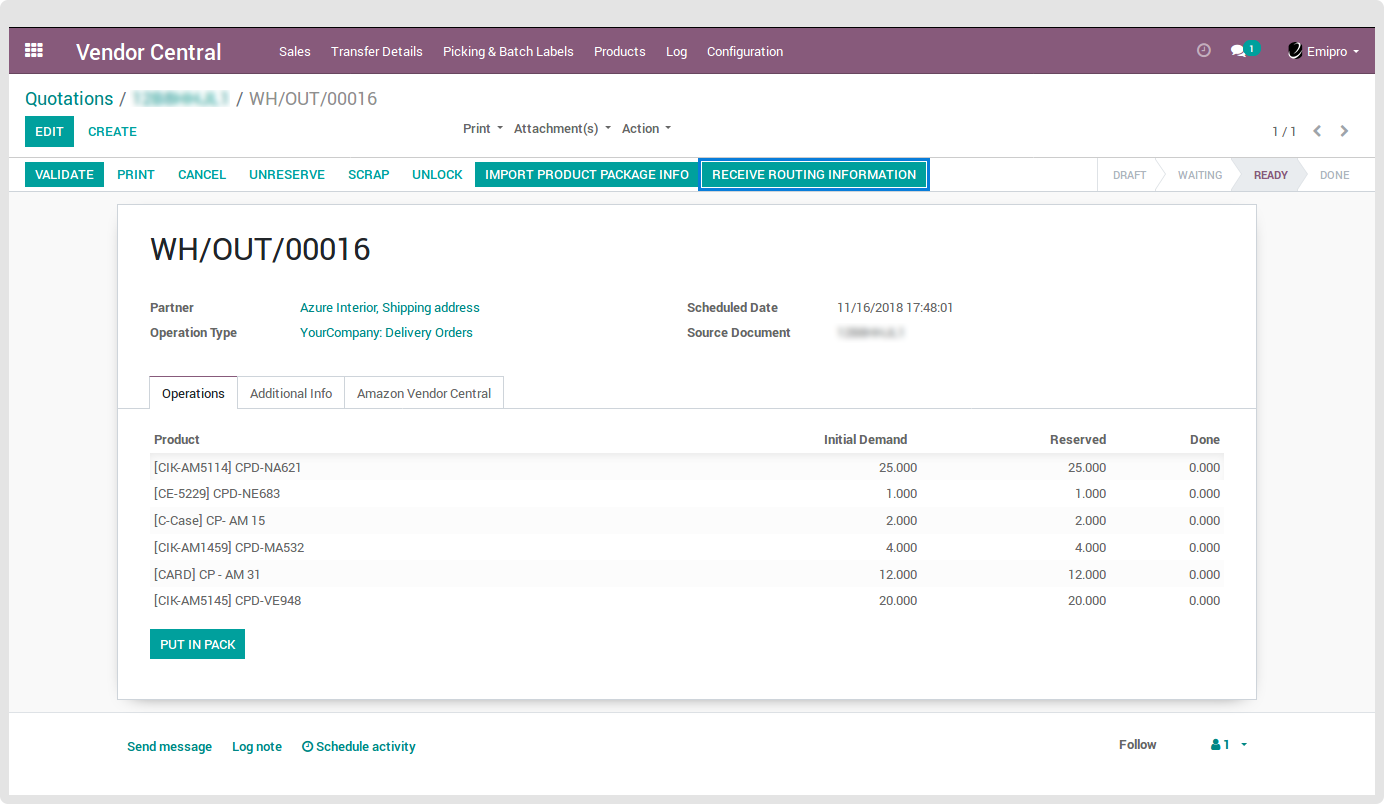 Vendor Central Sales Transfer Details Picking & Batch Labels Products Log Configuration 1 Emipro
Quotations / / WH/OUT/00016
EDIT CREATE Print Attachment(s) Action 1 / 1
VALIDATE PRINT CANCEL UNRESERVE SCRAP UNLOCK IMPORT PRODUCT PACKAGE INFO RECEIVE ROUTING INFORMATION DRAFT WAITING READY DONE
WH/OUT/00016
Partner Azure Interior, Shipping address Scheduled Date 11/16/2018 17:48:01
Operation Type YourCompany: Delivery Orders Source Document
Operations Additional Info Amazon Vendor Central
Product Initial Demand Reserved Done
[CIK-AM5114] CPD-NA621 25.000 25.000 0.000
[CE-5229] CPD-NE683 1.000 1.000 0.000
[C-Case] CP- AM 15 2.000 2.000 0.000
[CIK-AM1459] CPD-MA532 4.000 4.000 0.000
[CARD] CP - AM 31 12.000 12.000 0.000
[CIK-AM5145] CPD-VE948 20.000 20.000 0.000
PUT IN PACK
Send message Log note Schedule activity Follow 1